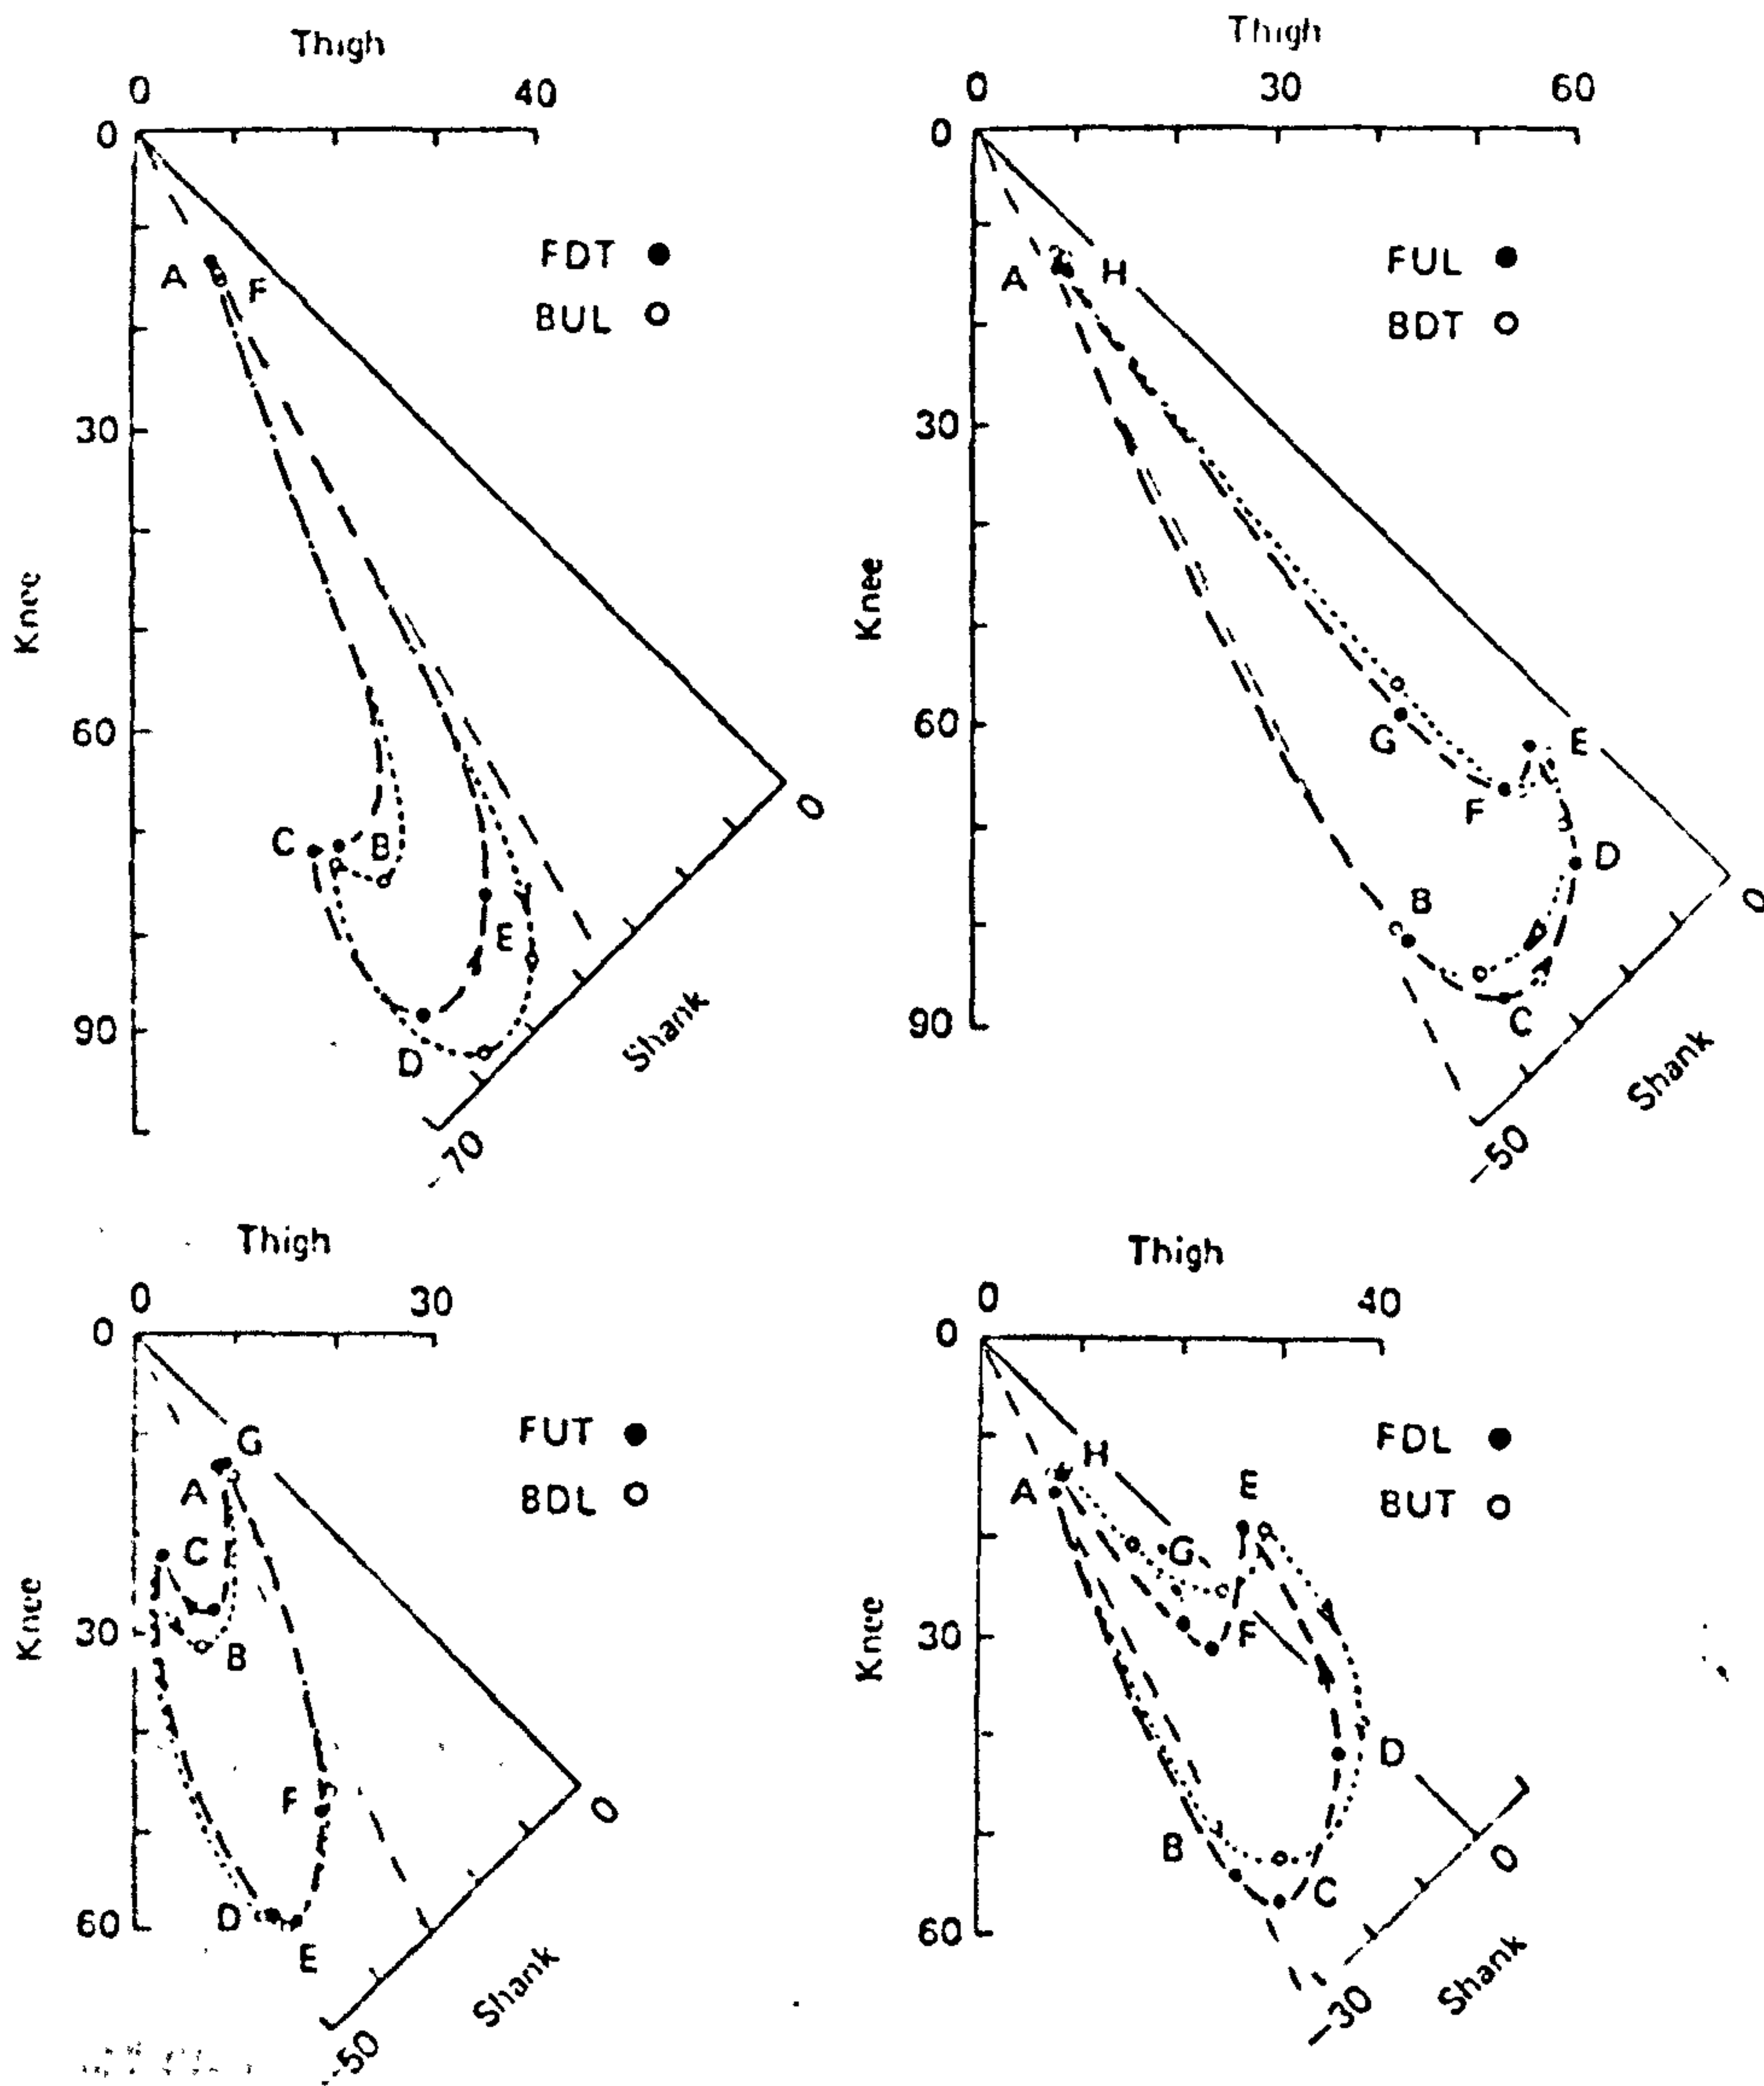 Thigh
0 40
0
FDT
BUL
A F
30
Knee
60
C B
E
90
D
0
Shank
-70
Thigh
0 30 60
0
FUL
BDT
A H
30
Knee
60
G E
F
D
B
90
C
0
Shank
-50
Thigh
0 30
0
FUT
BDL
G
A
C
Knee
30
B
F
60
D
E
0
Shank
-50
Thigh
0 40
0
FDL
BUT
H
A
E
G
Knee
30
F
D
B
C
60
0
Shank
-30